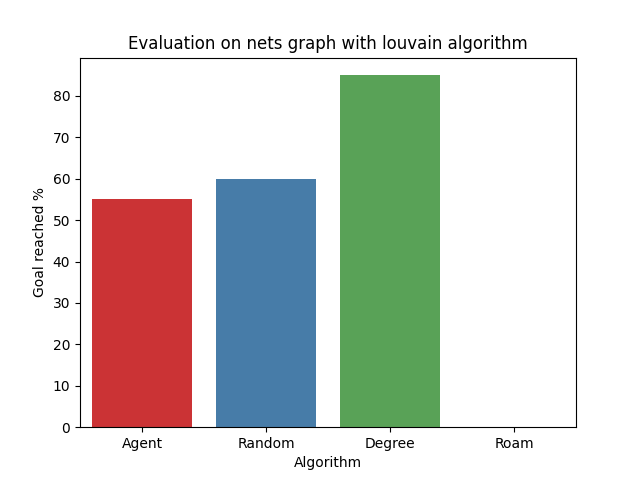 Evaluation on nets graph with louvain algorithm
Goal reached %
80
70
60
50
40
30
20
10
0
Agent Random Degree Roam
Algorithm